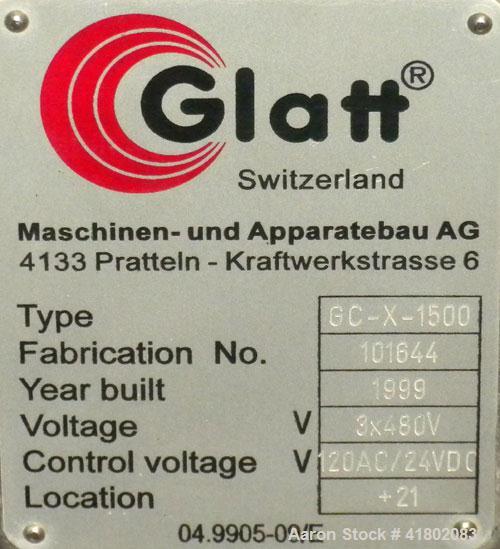 Glatt®
Switzerland
Maschinen- und Apparatebau AG
4133 Pratteln - Kraftwerkstrasse 6
Type GC-X-1500
Fabrication No. 101644
Year built 1999
Voltage V 3x480V
Control voltage V 120AC/24VDC
Location +21
04.9905-09/E
Aaron Stock # 41802083